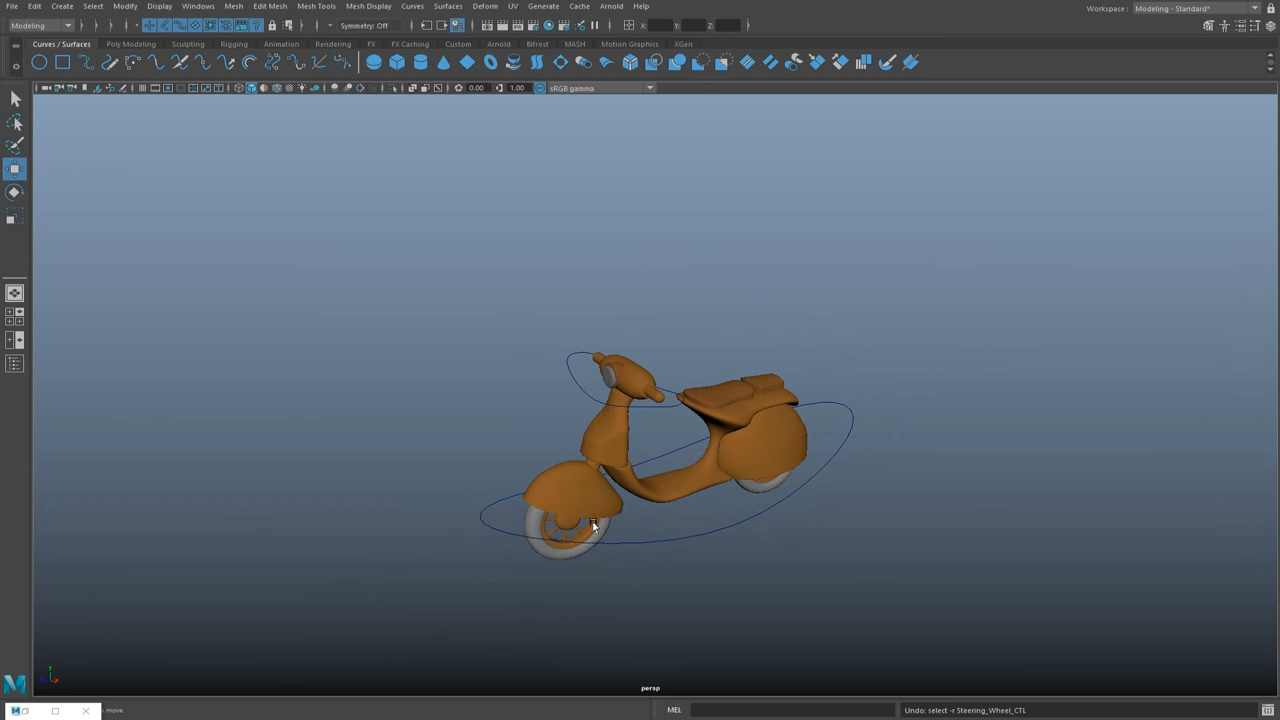 File Edit Create Select Modify Display Windows Mesh Edit Mesh Mesh Tools Mesh Display Curves Surfaces Deform UV Generate Cache Arnold Help
Workspace : Modeling - Standard*
Modeling
Symmetry: Off
X:
Y:
Z:
Curves / Surfaces Poly Modeling Sculpting Rigging Animation Rendering FX FX Caching Custom Arnold Bifrost MASH Motion Graphics XGen
0.00 1.00 sRGB gamma
persp
move.
MEL
Undo: select -r Steering_Wheel_CTL